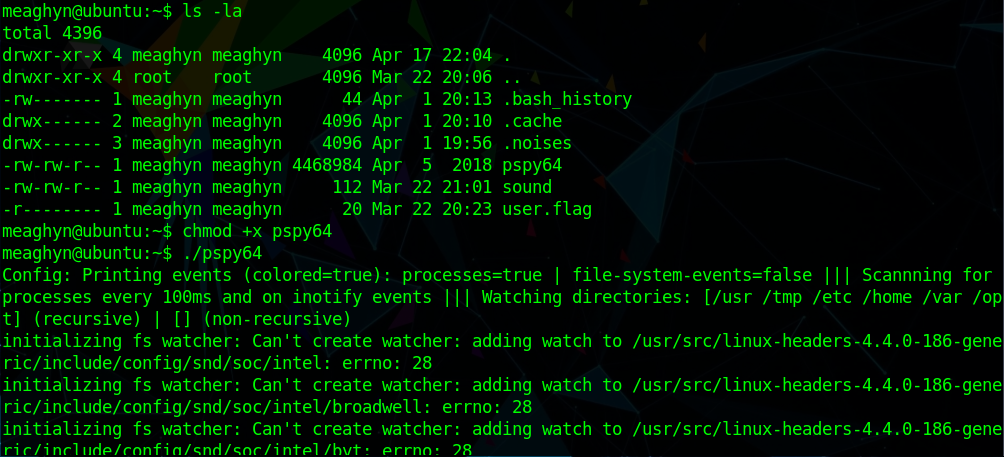 meaghyn@ubuntu:~$ ls -la
total 4396
drwxr-xr-x 4 meaghyn meaghyn    4096 Apr 17 22:04 .
drwxr-xr-x 4 root    root       4096 Mar 22 20:06 ..
-rw------- 1 meaghyn meaghyn      44 Apr  1 20:13 .bash_history
drwx------ 2 meaghyn meaghyn    4096 Apr  1 20:10 .cache
drwx------ 3 meaghyn meaghyn    4096 Apr  1 19:56 .noises
-rw-rw-r-- 1 meaghyn meaghyn 4468984 Apr  5  2018 pspy64
-rw-rw-r-- 1 meaghyn meaghyn     112 Mar 22 21:01 sound
-r-------- 1 meaghyn meaghyn      20 Mar 22 20:23 user.flag
meaghyn@ubuntu:~$ chmod +x pspy64
meaghyn@ubuntu:~$ ./pspy64
Config: Printing events (colored=true): processes=true | file-system-events=false ||| Scannning for
processes every 100ms and on inotify events ||| Watching directories: [/usr /tmp /etc /home /var /op
t] (recursive) | [] (non-recursive)
initializing fs watcher: Can't create watcher: adding watch to /usr/src/linux-headers-4.4.0-186-gene
ric/include/config/snd/soc/intel: errno: 28
initializing fs watcher: Can't create watcher: adding watch to /usr/src/linux-headers-4.4.0-186-gene
ric/include/config/snd/soc/intel/broadwell: errno: 28
initializing fs watcher: Can't create watcher: adding watch to /usr/src/linux-headers-4.4.0-186-gene
ric/include/config/snd/soc/intel/byt: errno: 28